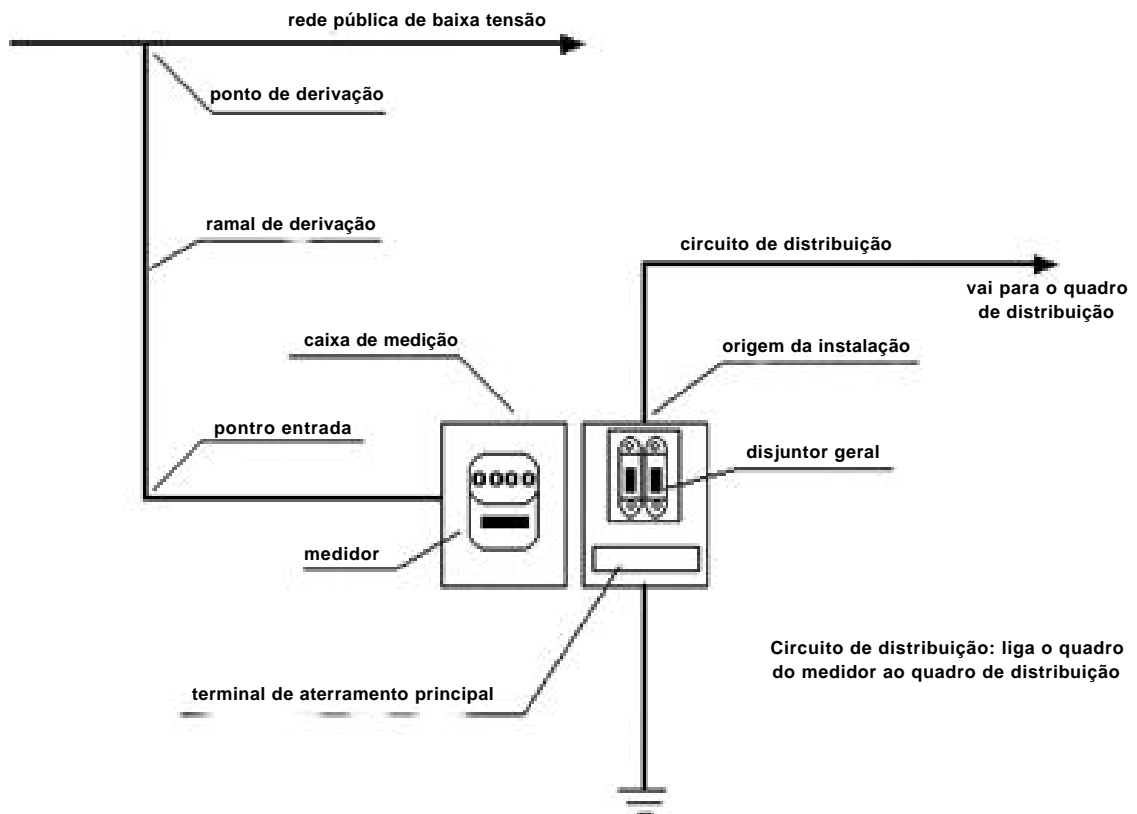 rede pública de baixa tensão
ponto de derivação
ramal de derivação
circuito de distribuição
vai para o quadro
de distribuição
caixa de medição
origem da instalação
pontro entrada
disjuntor geral
0000
medidor
Circuito de distribuição: liga o quadro
do medidor ao quadro de distribuição
terminal de aterramento principal